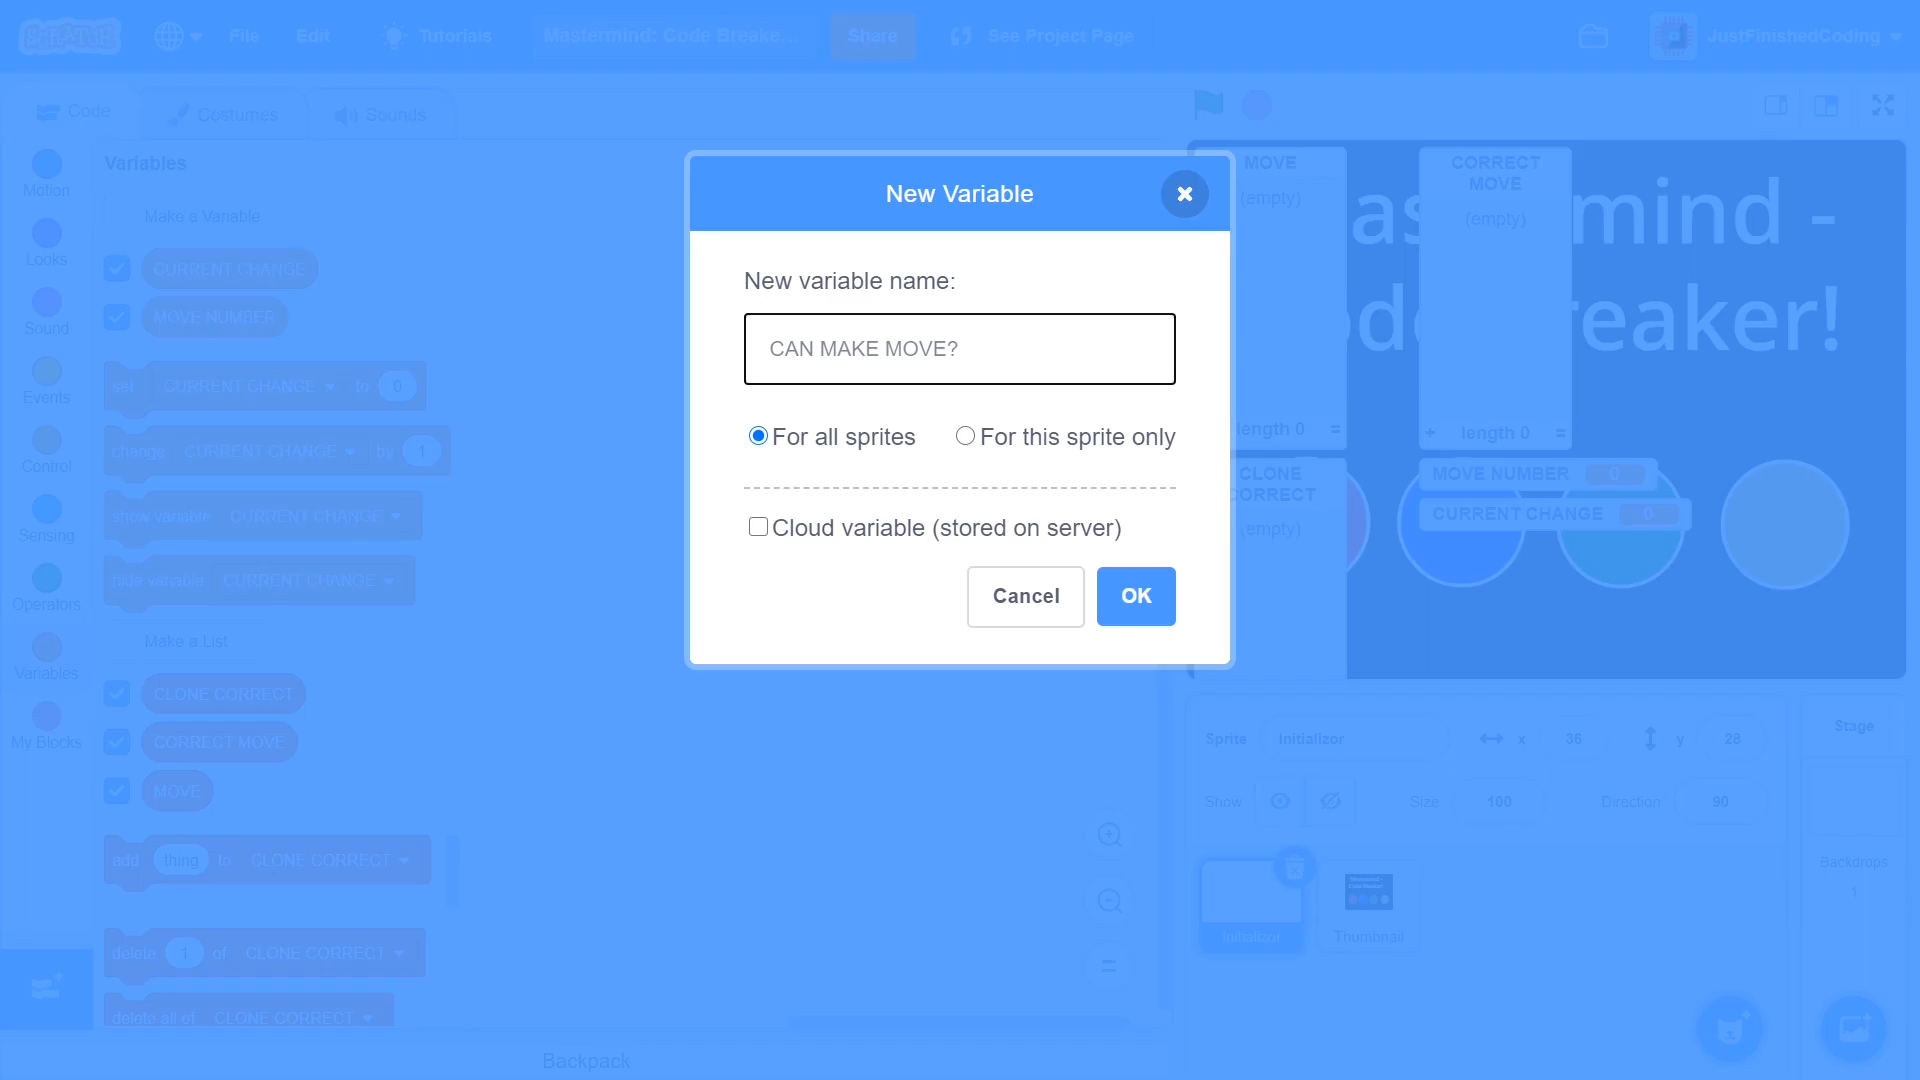 SCRATCH
File
Edit
Tutorials
Mastermind: Code Breake...
Share
See Project Page
JustFinishedCoding
Code
Costumes
Sounds
Motion
Looks
Sound
Events
Control
Sensing
Operators
Variables
My Blocks
Variables
Make a Variable
CURRENT CHANGE
MOVE NUMBER
set CURRENT CHANGE to 0
change CURRENT CHANGE by 1
show variable CURRENT CHANGE
hide variable CURRENT CHANGE
Make a List
CLONE CORRECT
CORRECT MOVE
MOVE
add thing to CLONE CORRECT
delete 1 of CLONE CORRECT
delete all of CLONE CORRECT
Backpack
New Variable
New variable name:
CAN MAKE MOVE?
For all sprites
For this sprite only
Cloud variable (stored on server)
Cancel
OK
MOVE
(empty)
length 0 =
CORRECT
MOVE
(empty)
+ length 0 =
CLONE
CORRECT
(empty)
MOVE NUMBER 0
CURRENT CHANGE 0
Sprite
Initializor
x 36
y 28
Show
Size 100
Direction 90
Initializor
Thumbnail
Stage
Backdrops
1